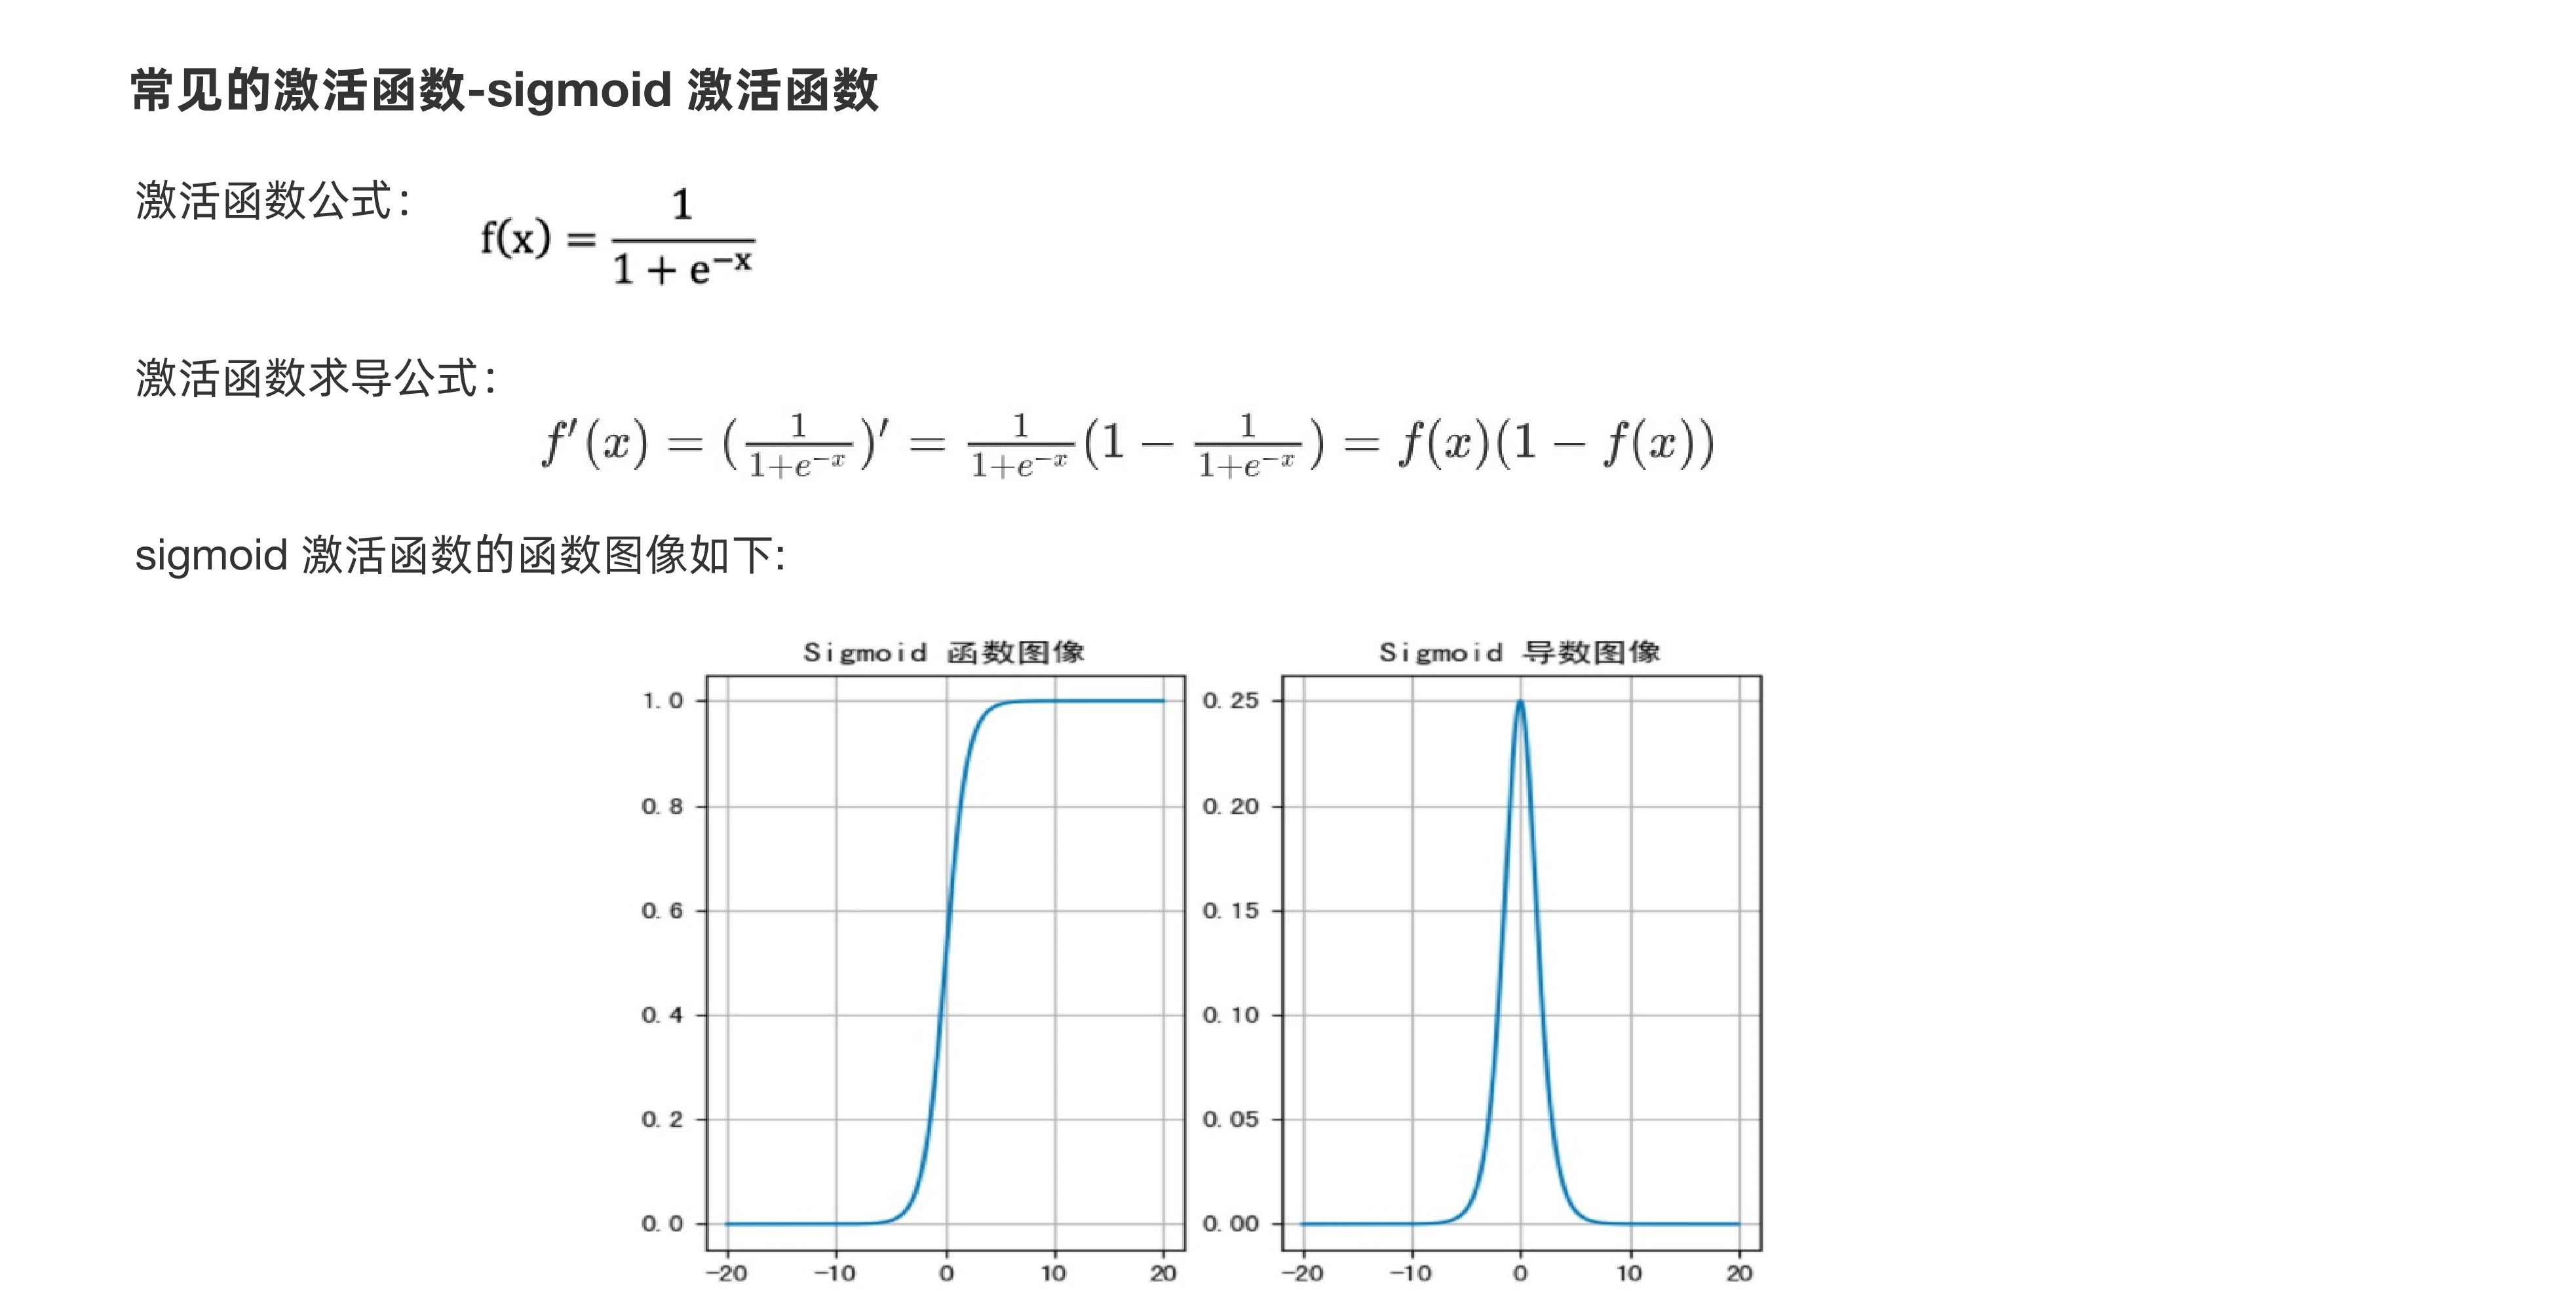 常见的激活函数-sigmoid 激活函数
激活函数公式：
f(x) = 1 / (1 + e^{-x})
激活函数求导公式：
f′(x) = (1/(1+e^{-x}))′ = 1/(1+e^{-x}) (1 − 1/(1+e^{-x})) = f(x)(1 − f(x))
sigmoid 激活函数的函数图像如下:
Sigmoid 函数图像
1.0
0.8
0.6
0.4
0.2
0.0
−20 −10 0 10 20
Sigmoid 导数图像
0.25
0.20
0.15
0.10
0.05
0.00
−20 −10 0 10 20